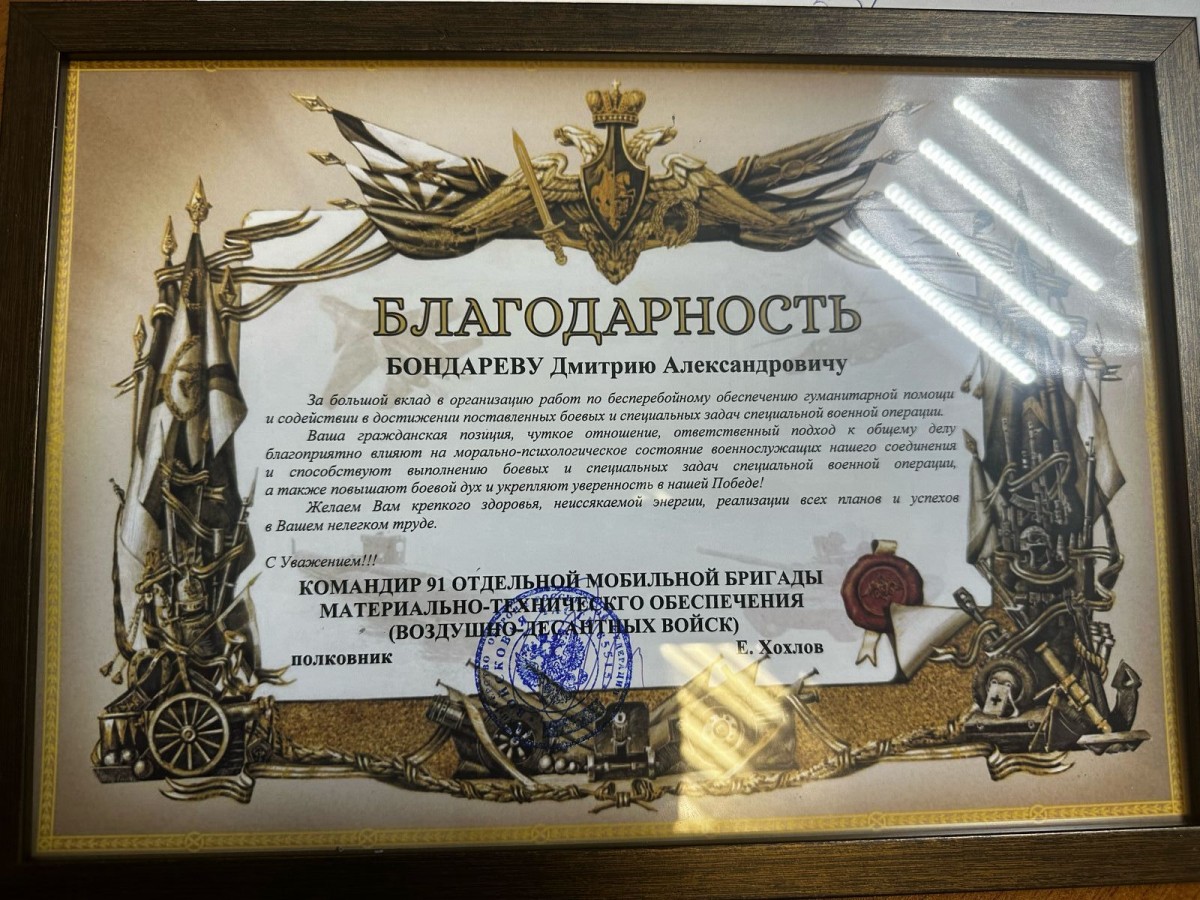 БЛАГОДАРНОСТЬ
БОНДАРЕВУ Дмитрию Александровичу
За большой вклад в организацию работ по бесперебойному обеспечению гуманитарной помощи
и содействии в достижении поставленных боевых и специальных задач специальной военной операции.
Ваша гражданская позиция, чуткое отношение, ответственный подход к общему делу
благоприятно влияют на морально-психологическое состояние военнослужащих нашего соединения
и способствуют выполнению боевых и специальных задач специальной военной операции,
а также повышают боевой дух и укрепляют уверенность в нашей Победе!
Желаем Вам крепкого здоровья, неиссякаемой энергии, реализации всех планов и успехов
в Вашем нелегком труде.
С Уважением!!!
КОМАНДИР 91 ОТДЕЛЬНОЙ МОБИЛЬНОЙ БРИГАДЫ
МАТЕРИАЛЬНО-ТЕХНИЧЕСКГО ОБЕСПЕЧЕНИЯ
(ВОЗДУШНО-ДЕСАНТНЫХ ВОЙСК)
полковник Е. Хохлов